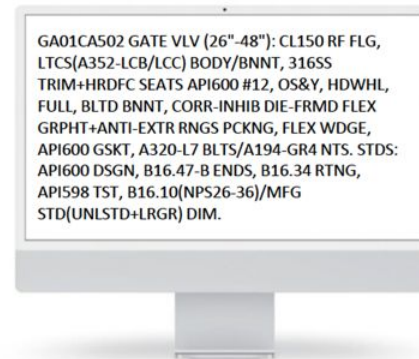 GA01CA502 GATE VLV (26"-48"): CL150 RF FLG,
LTCS(A352-LCB/LCC) BODY/BNNT, 316SS
TRIM+HRDFC SEATS API600 #12, OS&Y, HDWHL,
FULL, BLTD BNNT, CORR-INHIB DIE-FRMD FLEX
GRPHT+ANTI-EXTR RNGS PCKNG, FLEX WDGE,
API600 GSKT, A320-L7 BLTS/A194-GR4 NTS. STDS:
API600 DSGN, B16.47-B ENDS, B16.34 RTNG,
API598 TST, B16.10(NPS26-36)/MFG
STD(UNLSTD+LRGR) DIM.